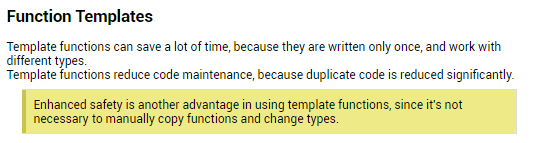 Function Templates
Template functions can save a lot of time, because they are written only once, and work with
different types.
Template functions reduce code maintenance, because duplicate code is reduced significantly.
Enhanced safety is another advantage in using template functions, since it's not
necessary to manually copy functions and change types.